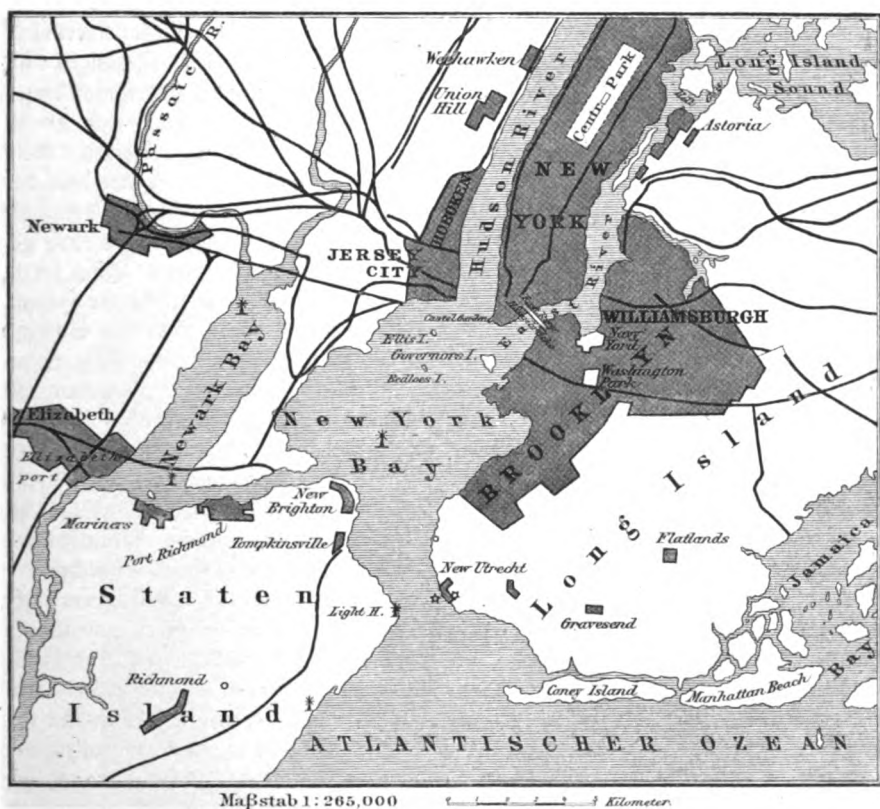 Passaic R.
Weehawken
Union
Hill
Hudson River
Central Park
NEW
YORK
Long Island
Sound
Astoria
Newark
HOBOKEN
JERSEY
CITY
East River
Castel Garden
Ellis I.
Governors I.
Bedloes I.
WILLIAMSBURGH
Navy
Yard
Washington
Park
BROOKLYN
Long Island
Newark Bay
New York
Bay
Elizabeth
Elizabeth
port
New
Brighton
Mariners
Port Richmond
Tompkinsville
Staten
Island
Light H.
New Utrecht
Flatlands
Gravesend
Jamaica
Bay
Richmond
Coney Island
Manhattan Beach
ATLANTISCHER OZEAN
Maßstab 1:265,000
Kilometer.